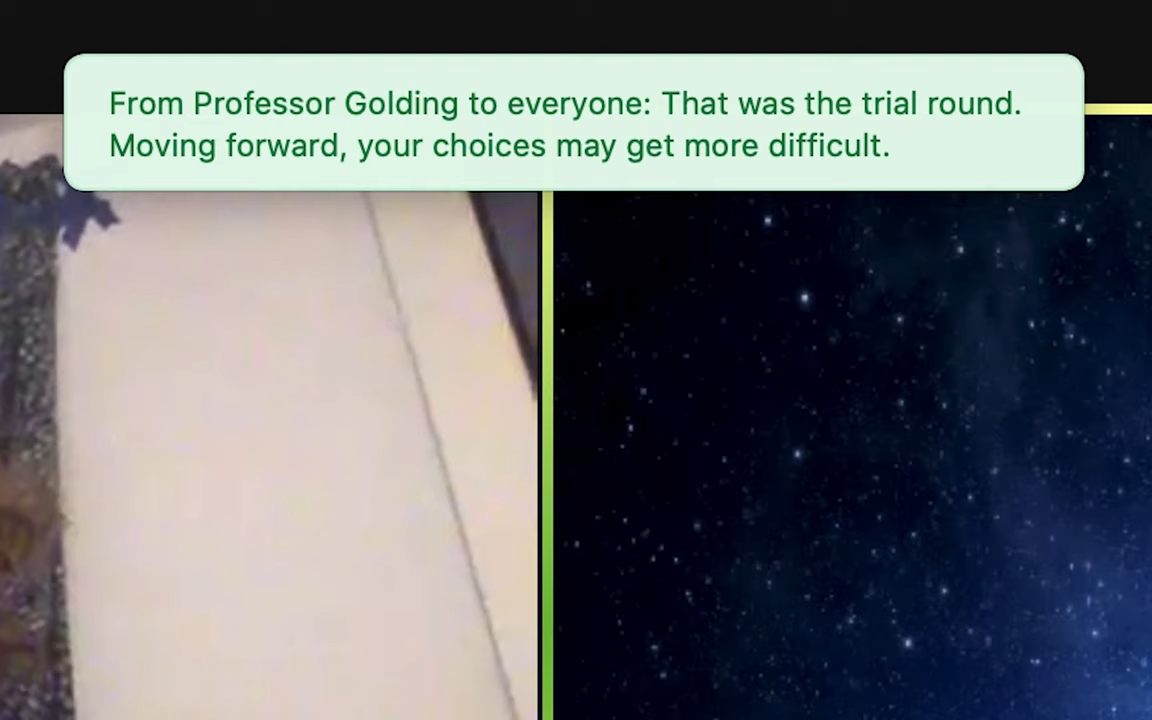 From Professor Golding to everyone: That was the trial round.
Moving forward, your choices may get more difficult.